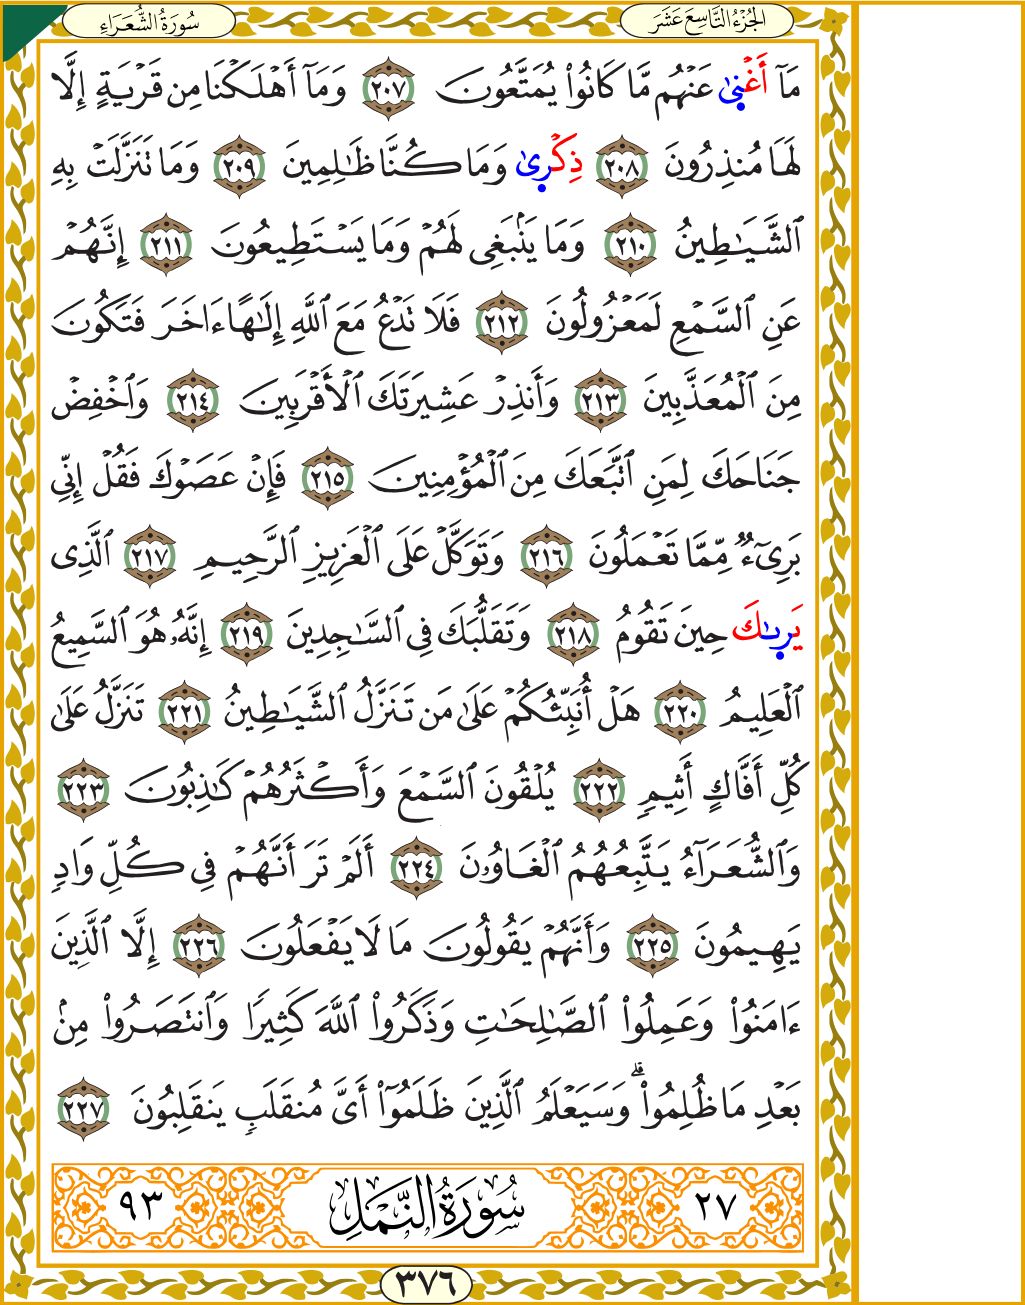 الجُزْءُ التَّاسِعَ عَشَرَ
سُورَةُ الشُّعَرَاءِ
مَآ أَغْنىٰ عَنْهُم مَّا كَانُوا۟ يُمَتَّعُونَ ٢٠٧ وَمَآ أَهْلَكْنَا مِن قَرْيَةٍ إِلَّا
لَهَا مُنذِرُونَ ٢٠٨ ذِكْرىٰ وَمَا كُنَّا ظَٰلِمِينَ ٢٠٩ وَمَا تَنَزَّلَتْ بِهِ
ٱلشَّيَٰطِينُ ٢١٠ وَمَا يَنۢبَغِى لَهُمْ وَمَا يَسْتَطِيعُونَ ٢١١ إِنَّهُمْ
عَنِ ٱلسَّمْعِ لَمَعْزُولُونَ ٢١٢ فَلَا تَدْعُ مَعَ ٱللَّهِ إِلَٰهًا ءَاخَرَ فَتَكُونَ
مِنَ ٱلْمُعَذَّبِينَ ٢١٣ وَأَنذِرْ عَشِيرَتَكَ ٱلْأَقْرَبِينَ ٢١٤ وَٱخْفِضْ
جَنَاحَكَ لِمَنِ ٱتَّبَعَكَ مِنَ ٱلْمُؤْمِنِينَ ٢١٥ فَإِنْ عَصَوْكَ فَقُلْ إِنِّى
بَرِىٓءٌ مِّمَّا تَعْمَلُونَ ٢١٦ وَتَوَكَّلْ عَلَى ٱلْعَزِيزِ ٱلرَّحِيمِ ٢١٧ ٱلَّذِى
يَرىٰكَ حِينَ تَقُومُ ٢١٨ وَتَقَلُّبَكَ فِى ٱلسَّٰجِدِينَ ٢١٩ إِنَّهُۥ هُوَ ٱلسَّمِيعُ
ٱلْعَلِيمُ ٢٢٠ هَلْ أُنَبِّئُكُمْ عَلَىٰ مَن تَنَزَّلُ ٱلشَّيَٰطِينُ ٢٢١ تَنَزَّلُ عَلَىٰ
كُلِّ أَفَّاكٍ أَثِيمٍ ٢٢٢ يُلْقُونَ ٱلسَّمْعَ وَأَكْثَرُهُمْ كَٰذِبُونَ ٢٢٣
وَٱلشُّعَرَآءُ يَتَّبِعُهُمُ ٱلْغَاوُۥنَ ٢٢٤ أَلَمْ تَرَ أَنَّهُمْ فِى كُلِّ وَادٍ
يَهِيمُونَ ٢٢٥ وَأَنَّهُمْ يَقُولُونَ مَا لَا يَفْعَلُونَ ٢٢٦ إِلَّا ٱلَّذِينَ
ءَامَنُوا۟ وَعَمِلُوا۟ ٱلصَّٰلِحَٰتِ وَذَكَرُوا۟ ٱللَّهَ كَثِيرًا وَٱنتَصَرُوا۟ مِنۢ
بَعْدِ مَا ظُلِمُوا۟ ۗ وَسَيَعْلَمُ ٱلَّذِينَ ظَلَمُوٓا۟ أَىَّ مُنقَلَبٍ يَنقَلِبُونَ ٢٢٧
٢٧ سُورَةُ النَّمْلِ ٩٣
٣٧٦